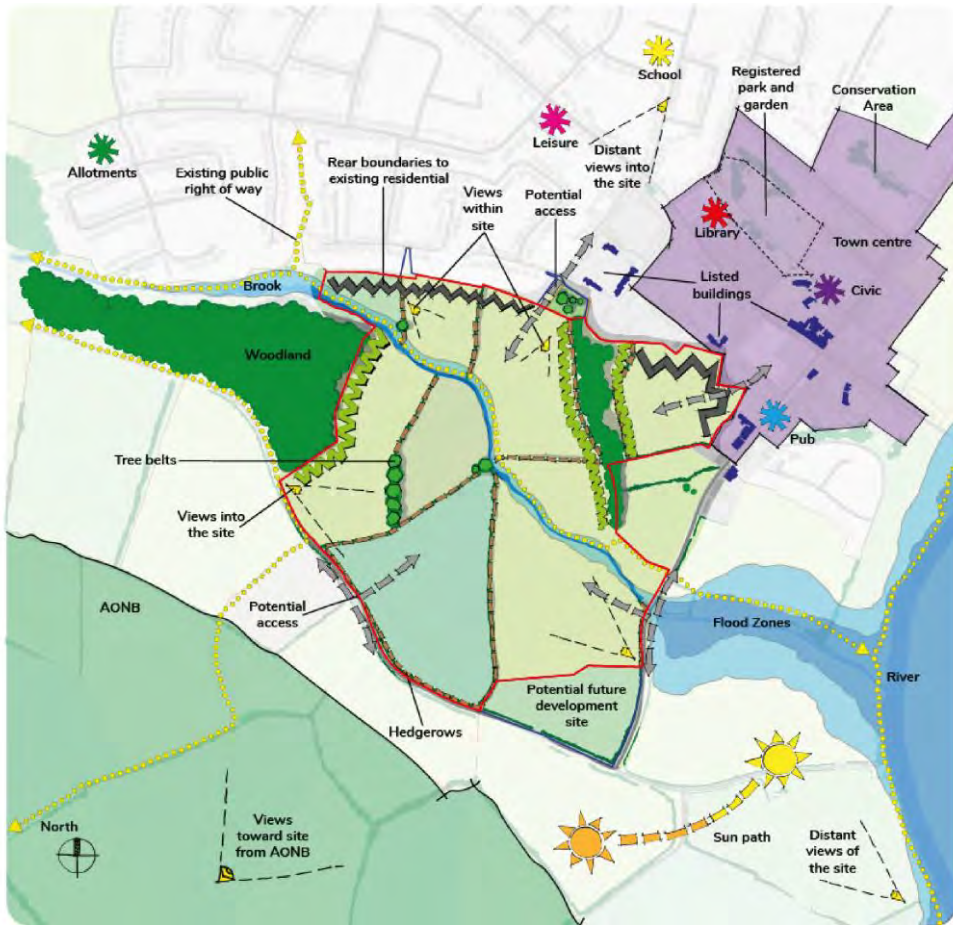 School
Registered
park and
garden
Conservation
Area
Leisure
Distant
views into
the site
Allotments
Existing public
right of way
Rear boundaries to
existing residential
Views
within
site
Potential
access
Library
Town centre
Listed
buildings
Civic
Brook
Woodland
Pub
Tree belts
Views into
the site
AONB
Potential
access
Flood Zones
River
Potential future
development
site
Hedgerows
North
Views
toward site
from AONB
Sun path
Distant
views of
the site